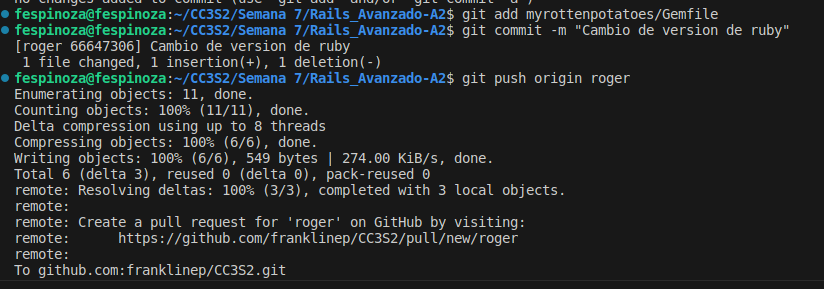 no changes added to commit (use "git add" and/or "git commit -a")
fespinoza@fespinoza:~/CC3S2/Semana 7/Rails_Avanzado-A2$ git add myrottenpotatoes/Gemfile
fespinoza@fespinoza:~/CC3S2/Semana 7/Rails_Avanzado-A2$ git commit -m "Cambio de version de ruby"
[roger 66647306] Cambio de version de ruby
 1 file changed, 1 insertion(+), 1 deletion(-)
fespinoza@fespinoza:~/CC3S2/Semana 7/Rails_Avanzado-A2$ git push origin roger
Enumerating objects: 11, done.
Counting objects: 100% (11/11), done.
Delta compression using up to 8 threads
Compressing objects: 100% (6/6), done.
Writing objects: 100% (6/6), 549 bytes | 274.00 KiB/s, done.
Total 6 (delta 3), reused 0 (delta 0), pack-reused 0
remote: Resolving deltas: 100% (3/3), completed with 3 local objects.
remote:
remote: Create a pull request for 'roger' on GitHub by visiting:
remote:      https://github.com/franklinep/CC3S2/pull/new/roger
remote:
To github.com:franklinep/CC3S2.git